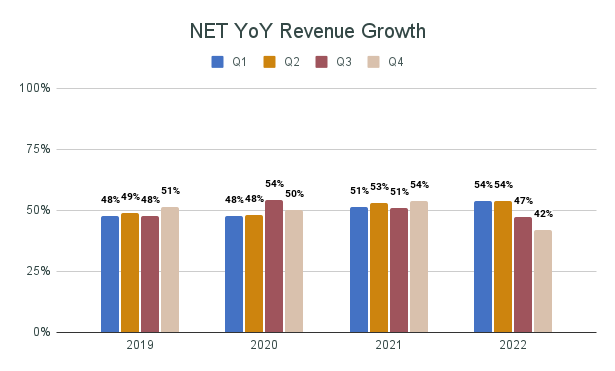 NET YoY Revenue Growth
Q1 Q2 Q3 Q4
100%
75%
50%
25%
0%
48% 49% 48% 51%
48% 48% 54% 50%
51% 53% 51% 54%
54% 54% 47% 42%
2019 2020 2021 2022